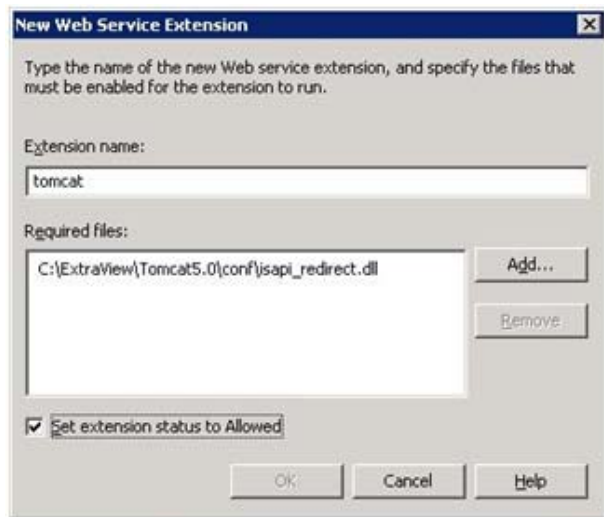 New Web Service Extension
Type the name of the new Web service extension, and specify the files that
must be enabled for the extension to run.
Extension name:
tomcat
Required files:
C:\ExtraView\Tomcat5.0\conf\isapi_redirect.dll
Add...
Remove
Set extension status to Allowed
OK
Cancel
Help